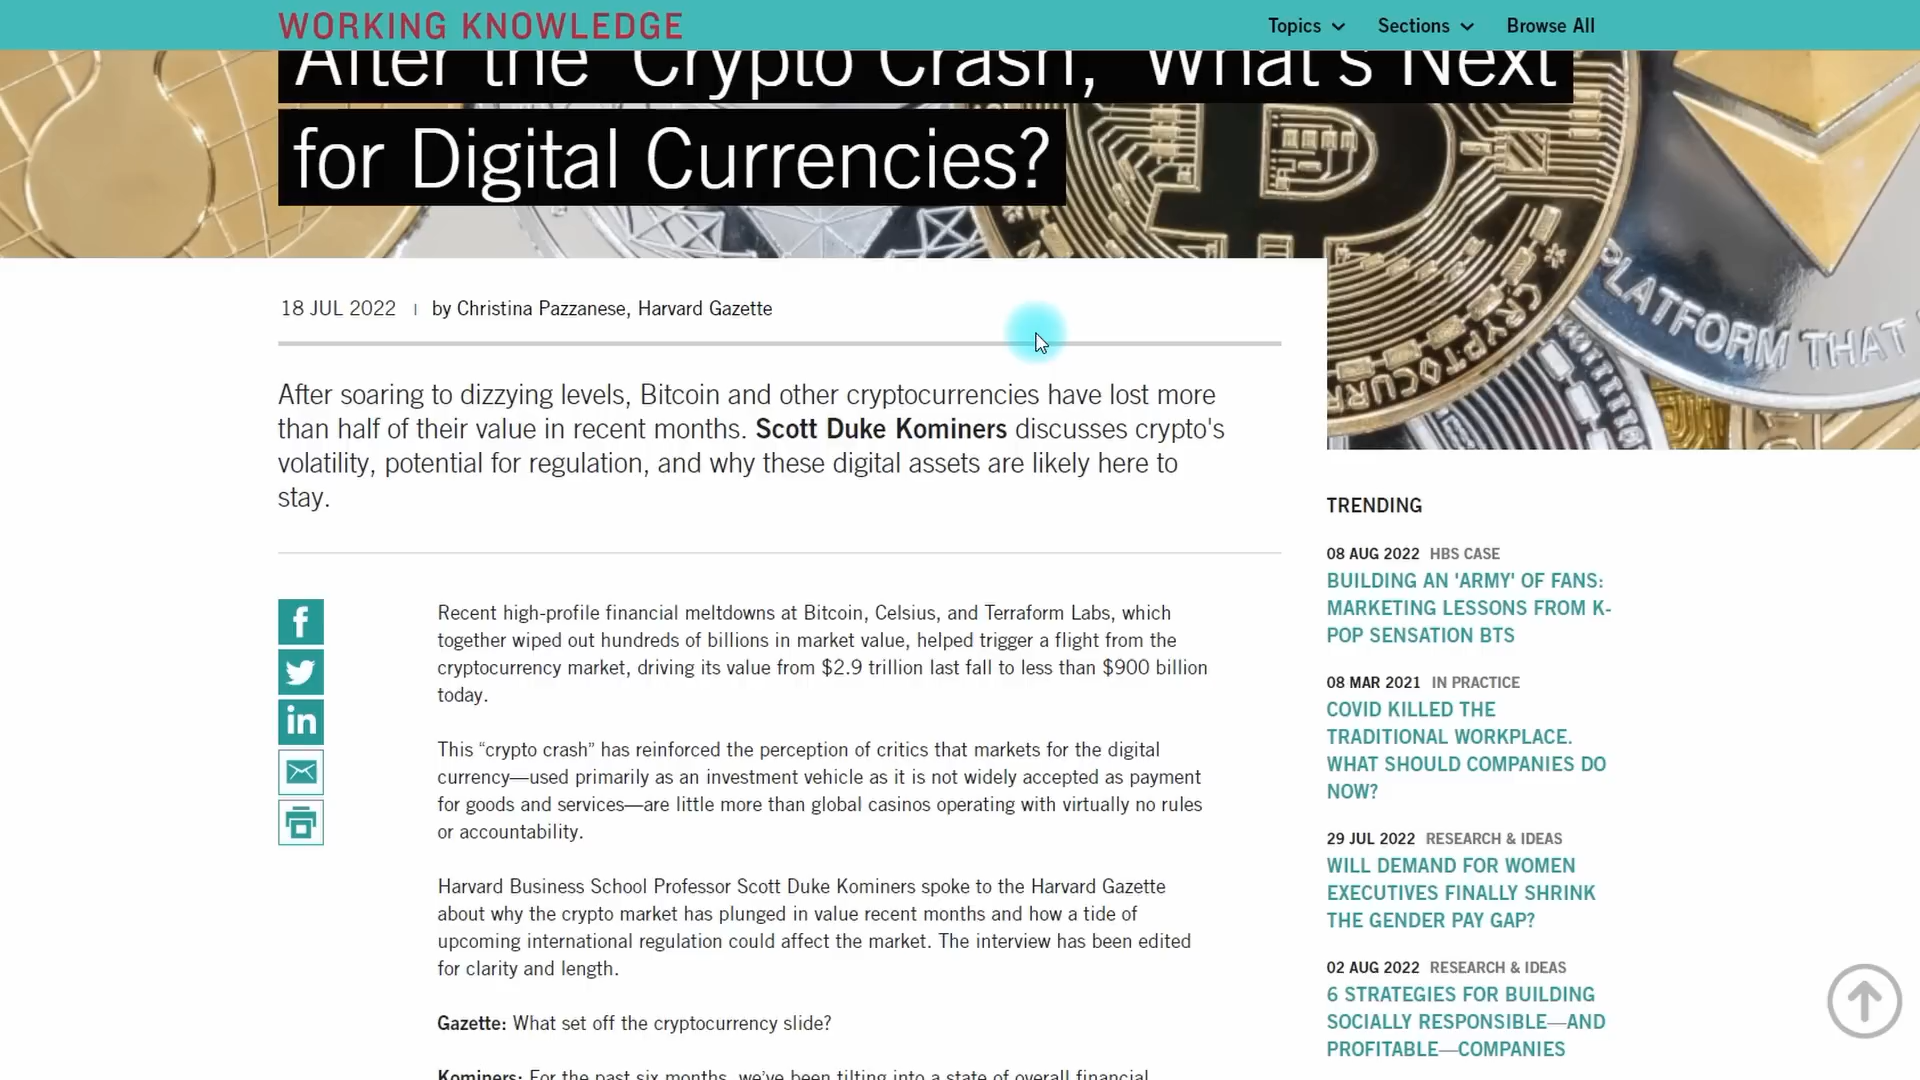 WORKING KNOWLEDGE
Topics
Sections
Browse All
After the "Crypto Crash," What's Next
for Digital Currencies?
PLATFORM THAT
18 JUL 2022 | by Christina Pazzanese, Harvard Gazette
After soaring to dizzying levels, Bitcoin and other cryptocurrencies have lost more
than half of their value in recent months. Scott Duke Kominers discusses crypto's
volatility, potential for regulation, and why these digital assets are likely here to
stay.
Recent high-profile financial meltdowns at Bitcoin, Celsius, and Terraform Labs, which
together wiped out hundreds of billions in market value, helped trigger a flight from the
cryptocurrency market, driving its value from $2.9 trillion last fall to less than $900 billion
today.
This “crypto crash” has reinforced the perception of critics that markets for the digital
currency—used primarily as an investment vehicle as it is not widely accepted as payment
for goods and services—are little more than global casinos operating with virtually no rules
or accountability.
Harvard Business School Professor Scott Duke Kominers spoke to the Harvard Gazette
about why the crypto market has plunged in value recent months and how a tide of
upcoming international regulation could affect the market. The interview has been edited
for clarity and length.
Gazette: What set off the cryptocurrency slide?
Kominers: For the past six months, we've been tilting into a state of overall financial
TRENDING
08 AUG 2022 HBS CASE
BUILDING AN 'ARMY' OF FANS:
MARKETING LESSONS FROM K-
POP SENSATION BTS
08 MAR 2021 IN PRACTICE
COVID KILLED THE
TRADITIONAL WORKPLACE.
WHAT SHOULD COMPANIES DO
NOW?
29 JUL 2022 RESEARCH & IDEAS
WILL DEMAND FOR WOMEN
EXECUTIVES FINALLY SHRINK
THE GENDER PAY GAP?
02 AUG 2022 RESEARCH & IDEAS
6 STRATEGIES FOR BUILDING
SOCIALLY RESPONSIBLE—AND
PROFITABLE—COMPANIES